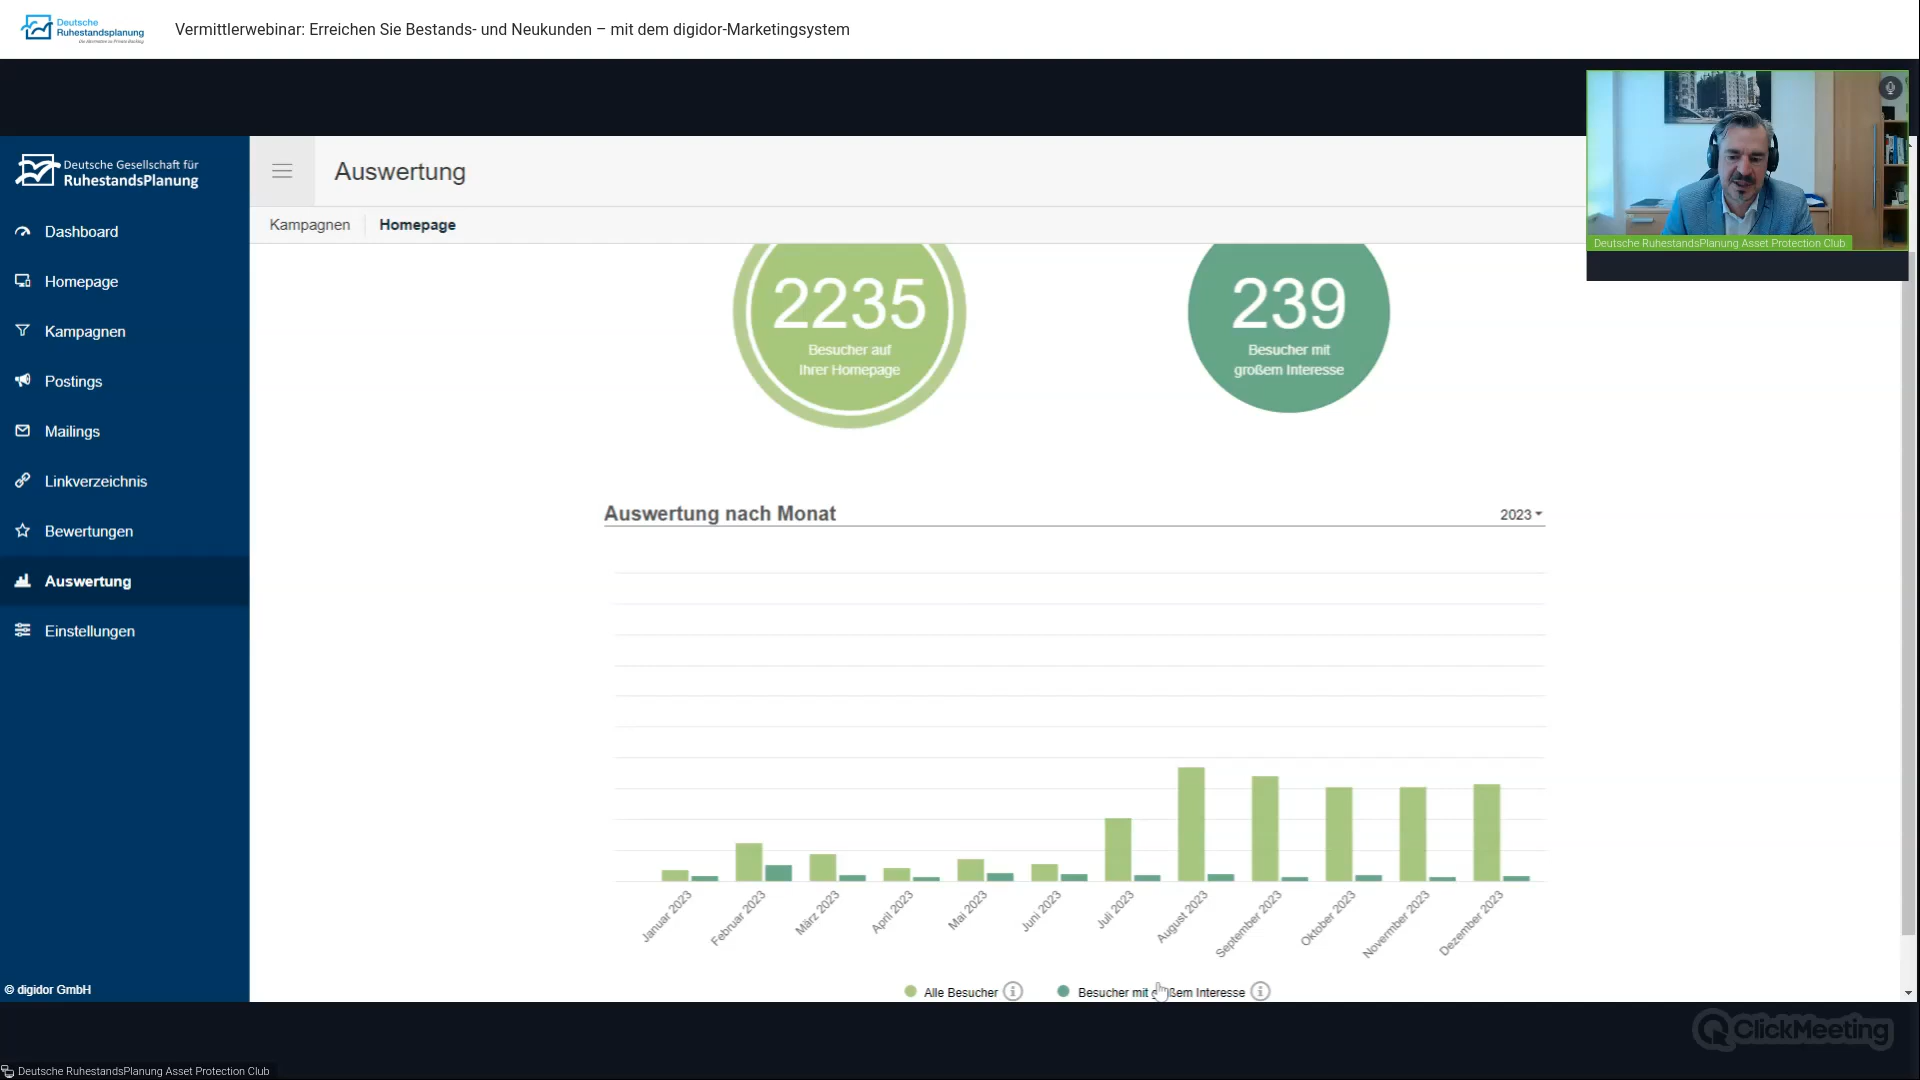 Deutsche
Ruhestandsplanung
Vermittlerwebinar: Erreichen Sie Bestands- und Neukunden – mit dem digidor-Marketingsystem
Deutsche Gesellschaft für
RuhestandsPlanung
Auswertung
Kampagnen
Homepage
Deutsche RuhestandsPlanung Asset Protection Club
Dashboard
Homepage
Kampagnen
Postings
Mailings
Linkverzeichnis
Bewertungen
Auswertung
Einstellungen
© digidor GmbH
2235
Besucher auf
Ihrer Homepage
239
Besucher mit
großem Interesse
Auswertung nach Monat
2023
Januar 2023
Februar 2023
März 2023
April 2023
Mai 2023
Juni 2023
Juli 2023
August 2023
September 2023
Oktober 2023
November 2023
Dezember 2023
Alle Besucher
Besucher mit großem Interesse
ClickMeeting
Deutsche RuhestandsPlanung Asset Protection Club